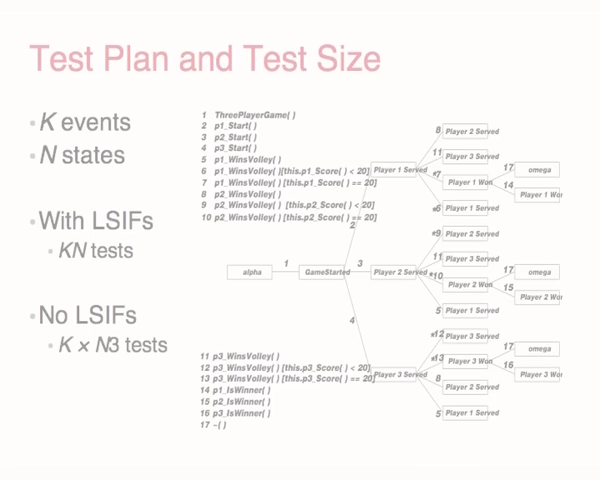 Test Plan and Test Size
• K events
• N states
• With LSIFs
• KN tests
• No LSIFs
• K × N3 tests
1 ThreePlayerGame( )
2 p1_Start( )
3 p2_Start( )
4 p3_Start( )
5 p1_WinsVolley( )
6 p1_WinsVolley( )[this.p1_Score( ) < 20]
7 p1_WinsVolley( ) [this.p1_Score( ) == 20]
8 p2_WinsVolley( )
9 p2_WinsVolley( ) [this.p2_Score( ) < 20]
10 p2_WinsVolley( ) [this.p2_Score( ) == 20]
11 p3_WinsVolley( )
12 p3_WinsVolley( ) [this.p3_Score( ) < 20]
13 p3_WinsVolley( ) [this.p3_Score( ) == 20]
14 p1_IsWinner( )
15 p2_IsWinner( )
16 p3_IsWinner( )
17 ~( )
alpha
1
GameStarted
2
3
4
Player 1 Served
8
Player 2 Served
11
Player 3 Served
*7
Player 1 Won
17
omega
14
Player 1 Won
*6
Player 1 Served
Player 2 Served
*9
Player 2 Served
11
Player 3 Served
*10
Player 2 Won
17
omega
15
Player 2 Won
5
Player 1 Served
Player 3 Served
*12
Player 3 Served
*13
Player 3 Won
17
omega
16
Player 3 Won
8
Player 2 Served
5
Player 1 Served